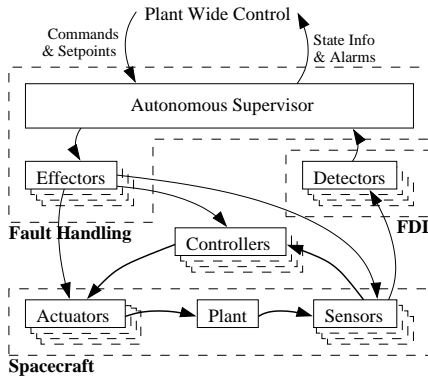 Plant Wide Control
Commands
& Setpoints
State Info
& Alarms
Autonomous Supervisor
Effectors
Detectors
Fault Handling
FDI
Controllers
Actuators
Plant
Sensors
Spacecraft